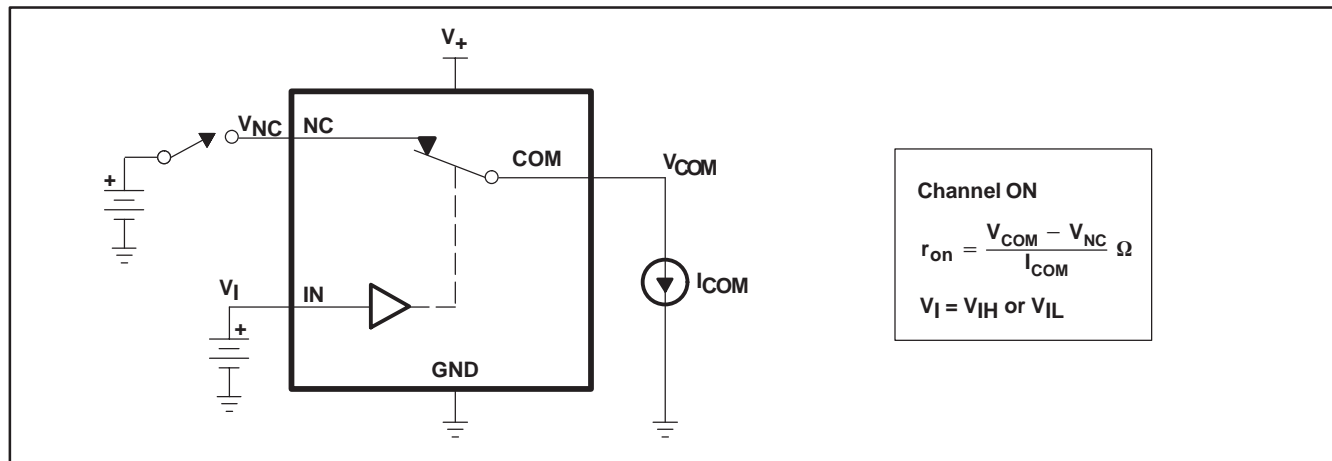 V+
VNC NC
COM
VCOM
+
VI IN
+
ICOM
GND
Channel ON
ron = VCOM − VNC / ICOM Ω
VI = VIH or VIL